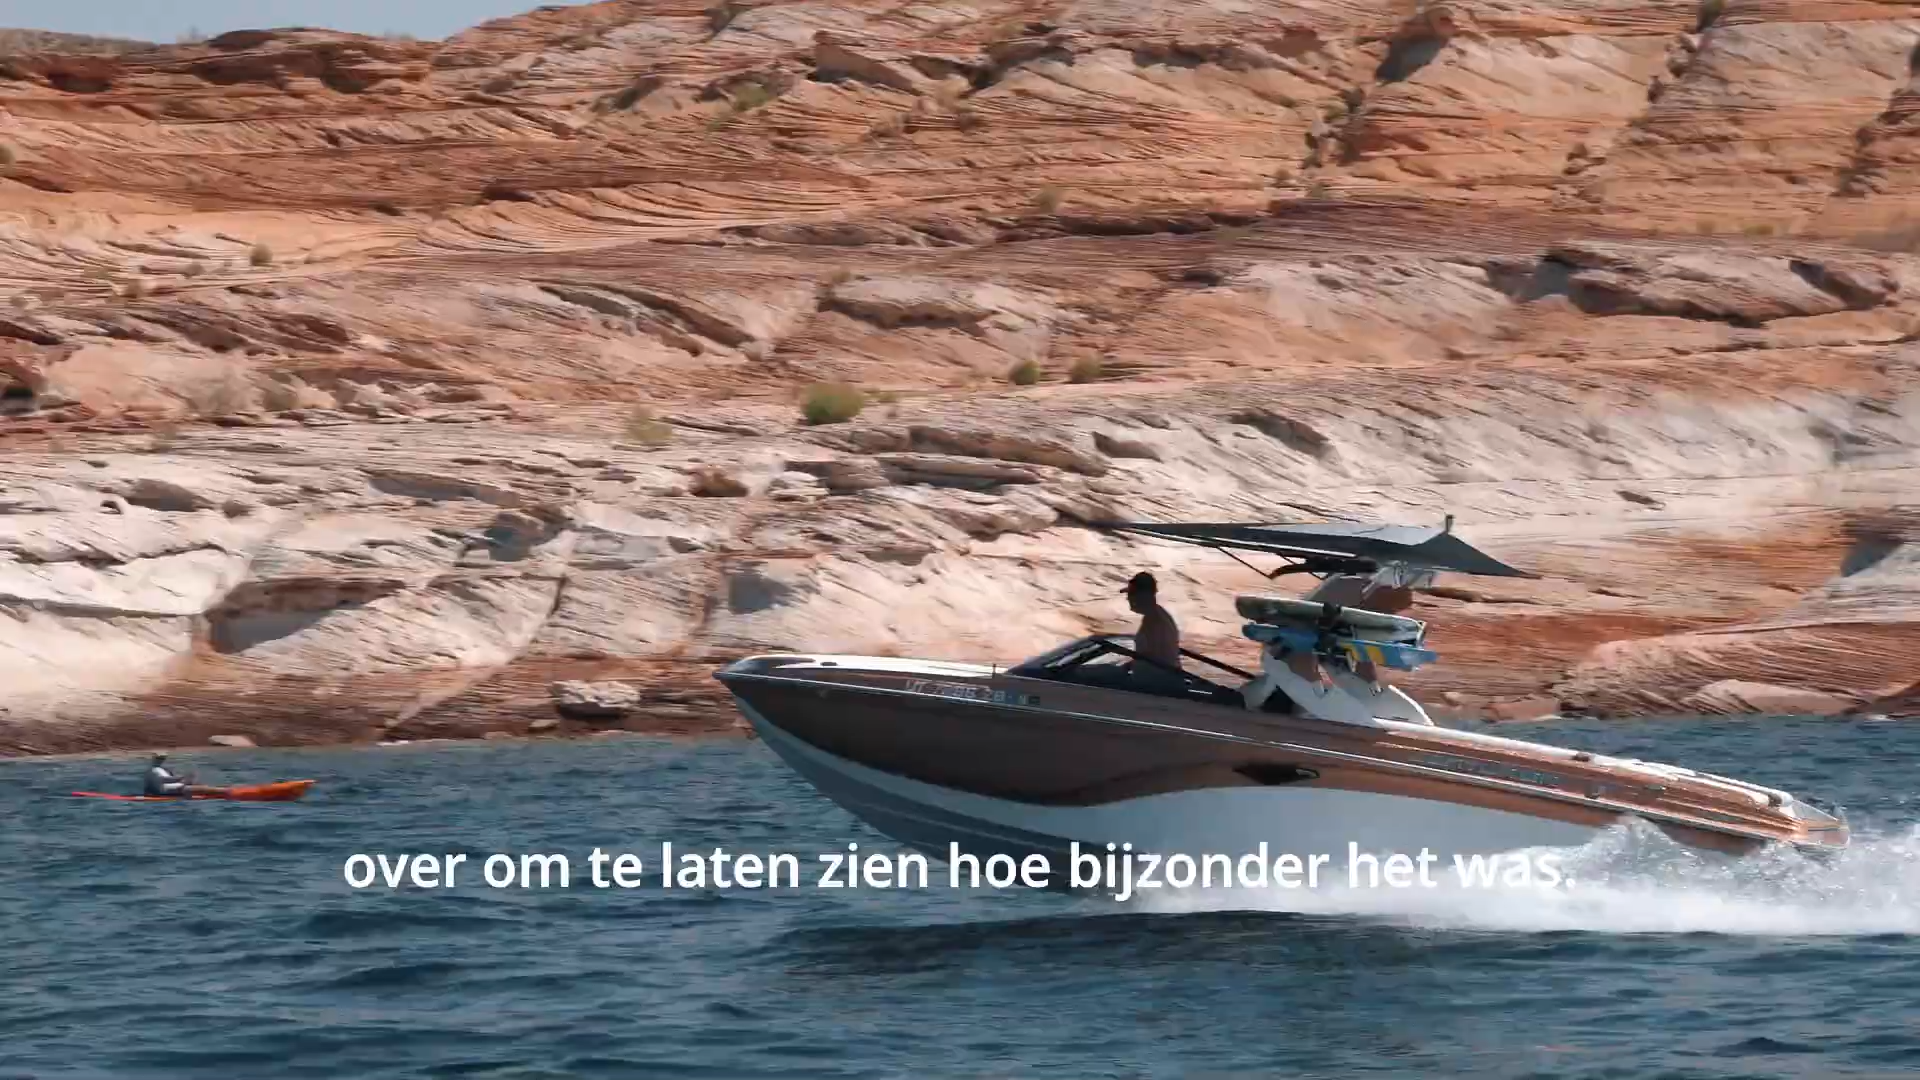 over om te laten zien hoe bijzonder het was.